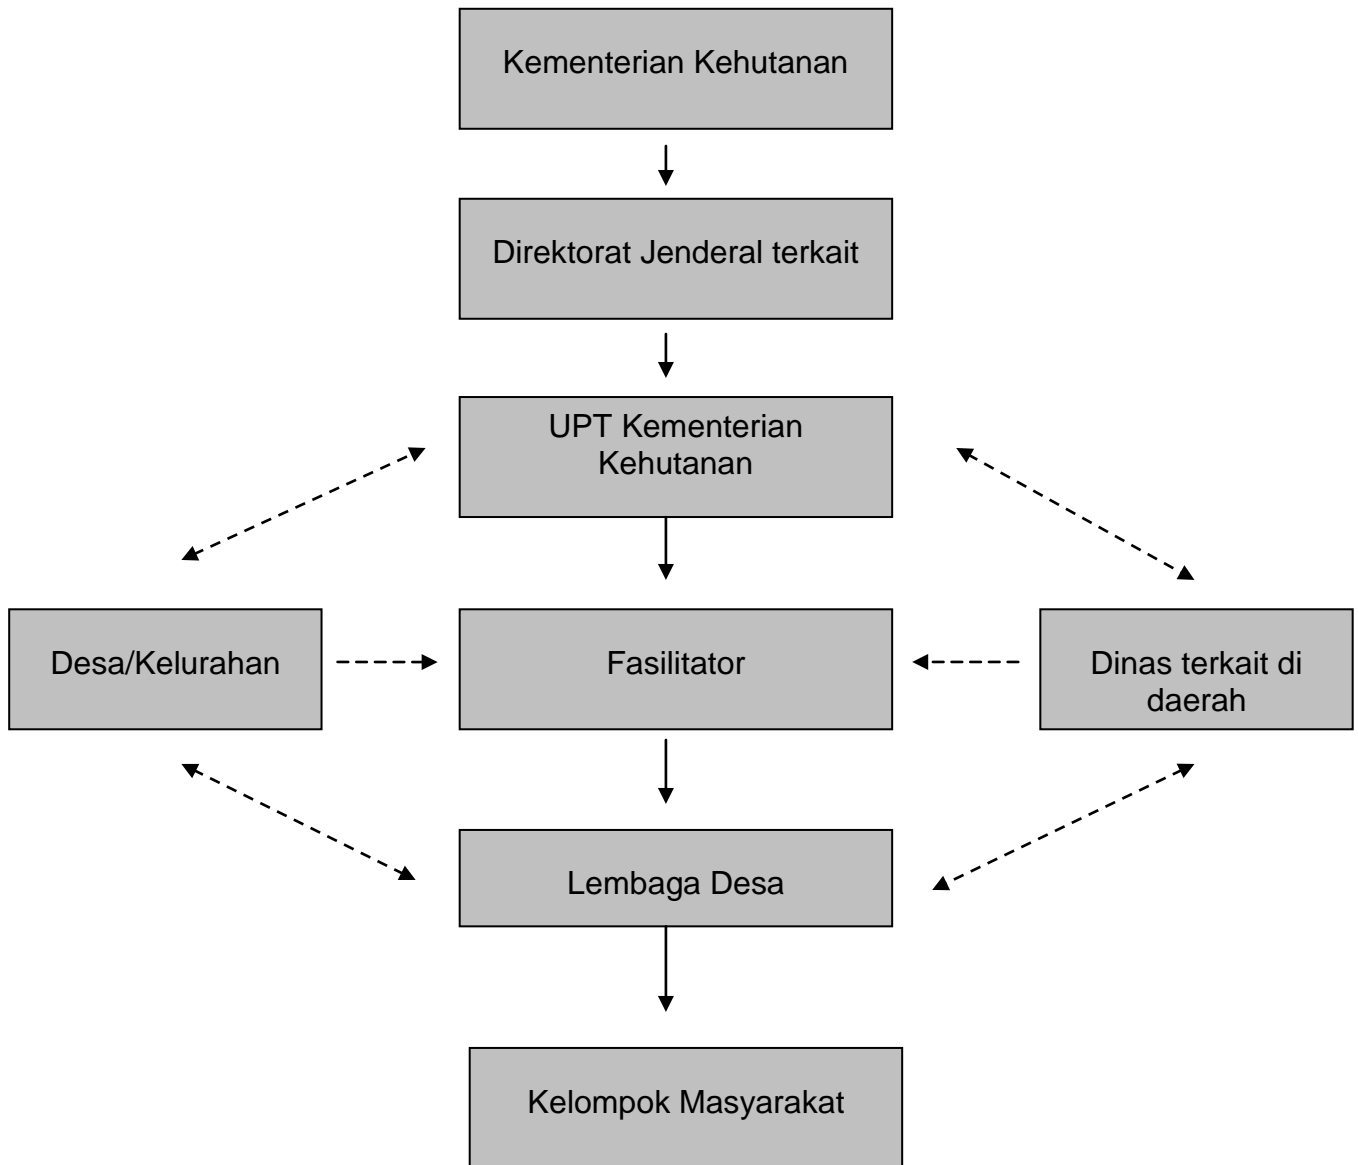 Kementerian Kehutanan
Direktorat Jenderal terkait
UPT Kementerian
Kehutanan
Desa/Kelurahan
Fasilitator
Dinas terkait di
daerah
Lembaga Desa
Kelompok Masyarakat